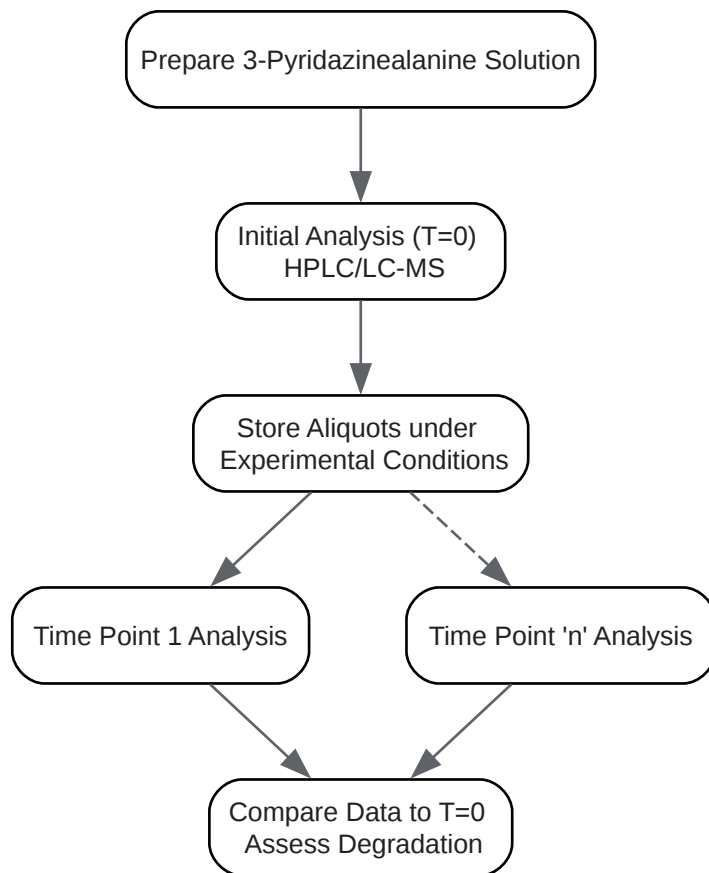 Prepare 3-Pyridazinealanine Solution
Initial Analysis (T=0)
HPLC/LC-MS
Store Aliquots under
Experimental Conditions
Time Point 1 Analysis
Time Point 'n' Analysis
Compare Data to T=0
Assess Degradation